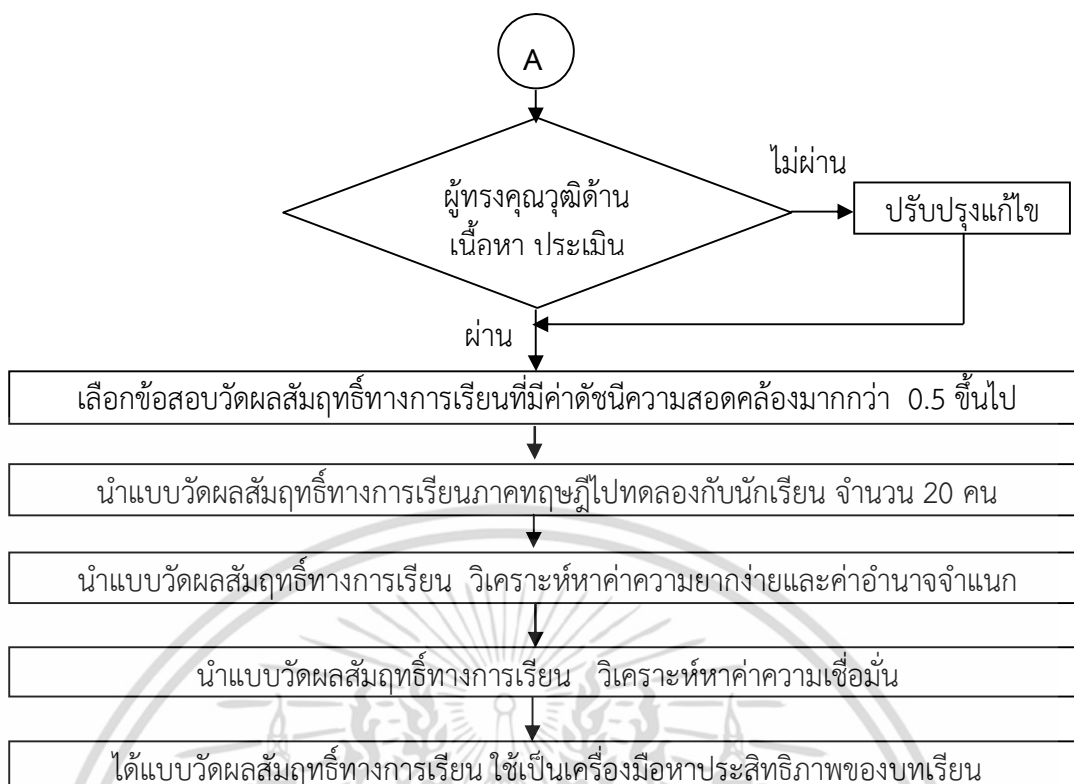 A
ผู้ทรงคุณวุฒิด้าน
เนื้อหา ประเมิน
ไม่ผ่าน
ปรับปรุงแก้ไข
ผ่าน
เลือกข้อสอบวัดผลสัมฤทธิ์ทางการเรียนที่มีค่าดัชนีความสอดคล้องมากกว่า 0.5 ขึ้นไป
นำแบบวัดผลสัมฤทธิ์ทางการเรียนภาคทฤษฎีไปทดลองกับนักเรียน จำนวน 20 คน
นำแบบวัดผลสัมฤทธิ์ทางการเรียน วิเคราะห์หาค่าความยากง่ายและค่าอำนาจจำแนก
นำแบบวัดผลสัมฤทธิ์ทางการเรียน วิเคราะห์หาค่าความเชื่อมั่น
ได้แบบวัดผลสัมฤทธิ์ทางการเรียน ใช้เป็นเครื่องมือหาประสิทธิภาพของบทเรียน